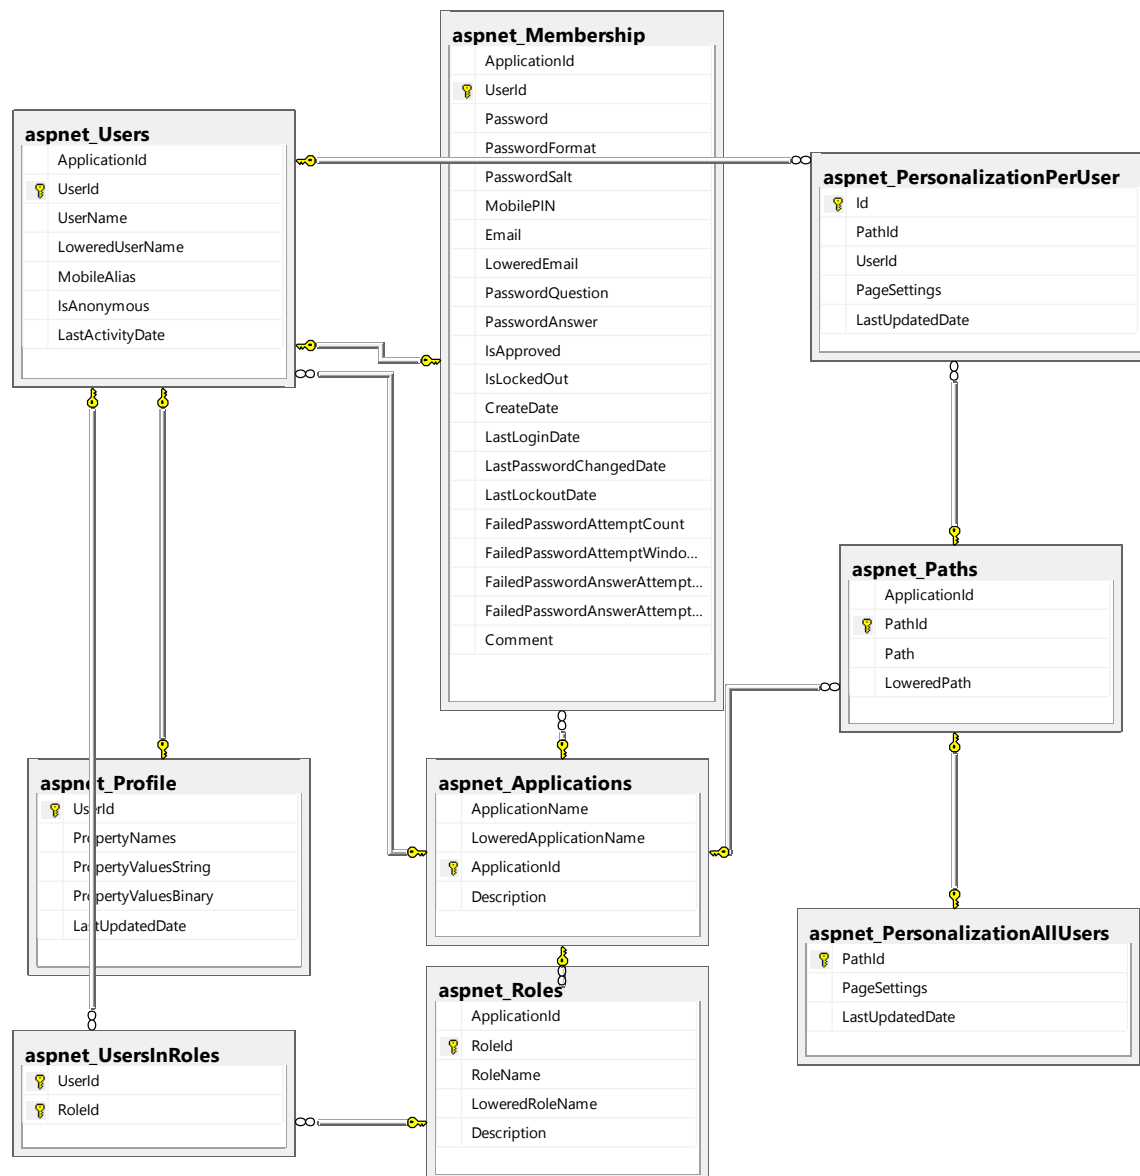 aspnet_Membership
ApplicationId
UserId
Password
PasswordFormat
PasswordSalt
MobilePIN
Email
LoweredEmail
PasswordQuestion
PasswordAnswer
IsApproved
IsLockedOut
CreateDate
LastLoginDate
LastPasswordChangedDate
LastLockoutDate
FailedPasswordAttemptCount
FailedPasswordAttemptWindo...
FailedPasswordAnswerAttempt...
FailedPasswordAnswerAttempt...
Comment
aspnet_Users
ApplicationId
UserId
UserName
LoweredUserName
MobileAlias
IsAnonymous
LastActivityDate
aspnet_PersonalizationPerUser
Id
PathId
UserId
PageSettings
LastUpdatedDate
aspnet_Paths
ApplicationId
PathId
Path
LoweredPath
aspnet_Profile
UserId
PropertyNames
PropertyValuesString
PropertyValuesBinary
LastUpdatedDate
aspnet_Applications
ApplicationName
LoweredApplicationName
ApplicationId
Description
aspnet_PersonalizationAllUsers
PathId
PageSettings
LastUpdatedDate
aspnet_Roles
ApplicationId
RoleId
RoleName
LoweredRoleName
Description
aspnet_UsersInRoles
UserId
RoleId